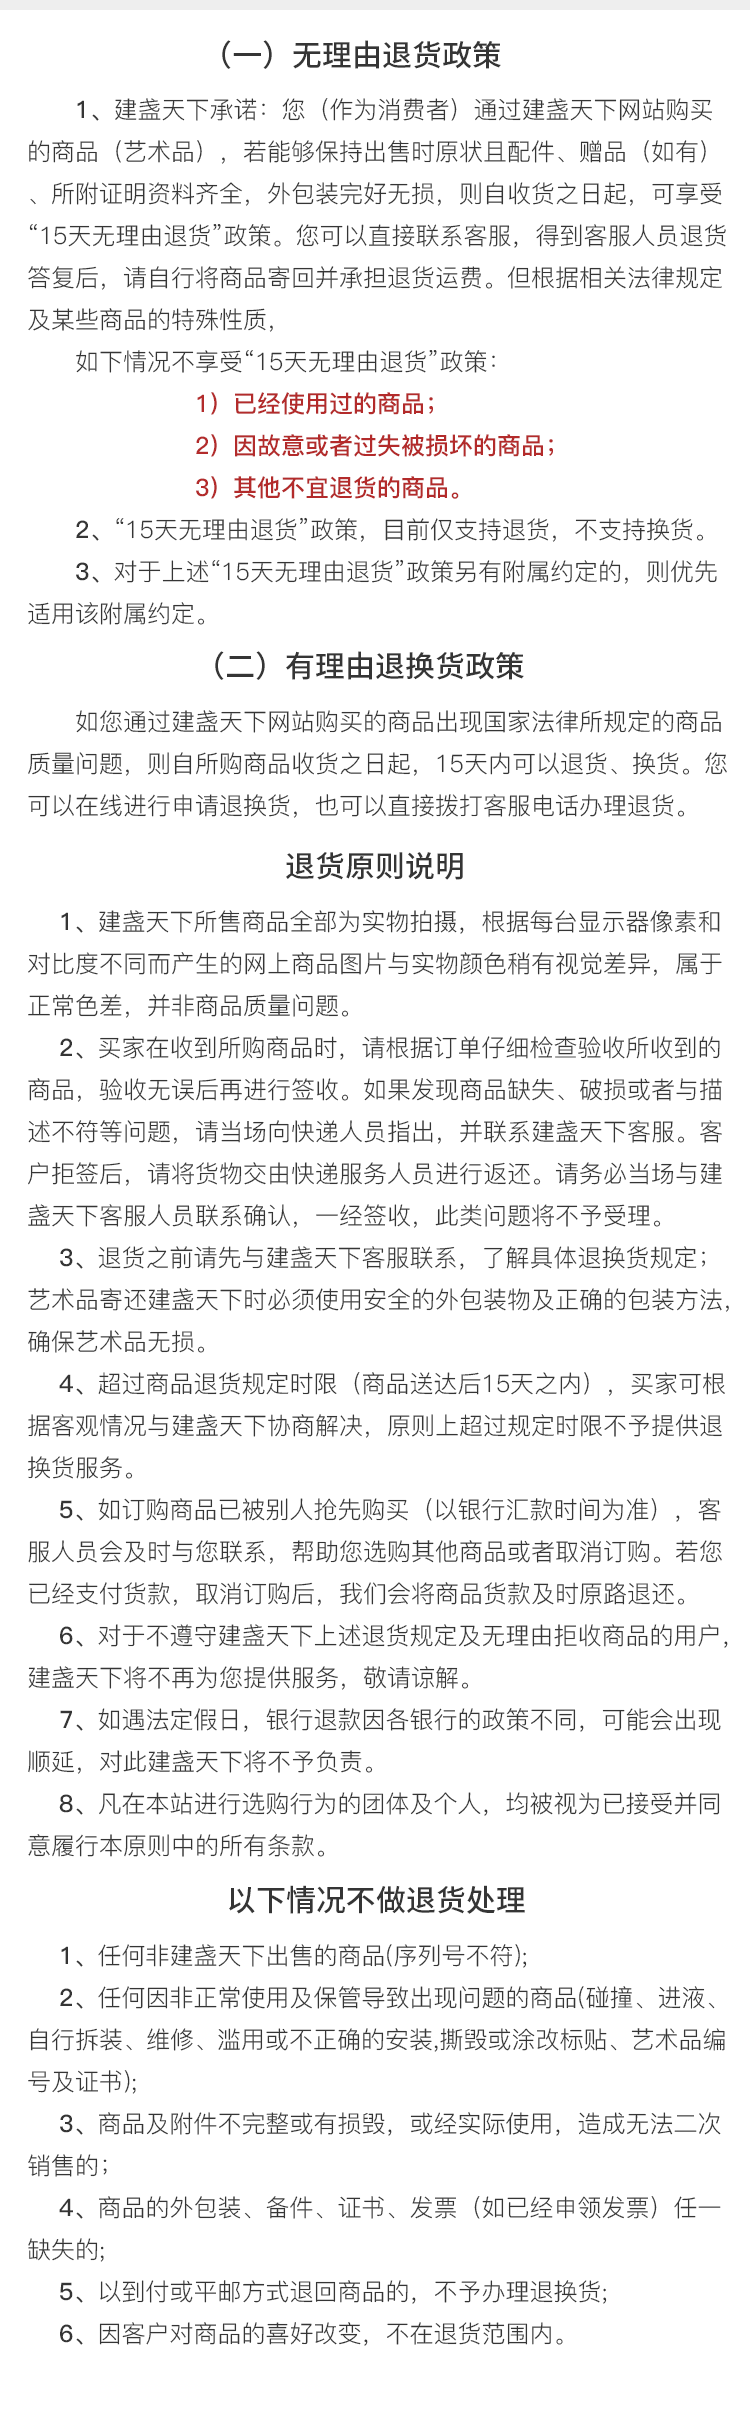 （一）无理由退货政策
1、建盏天下承诺：您（作为消费者）通过建盏天下网站购买
的商品（艺术品），若能够保持出售时原状且配件、赠品（如有）
、所附证明资料齐全，外包装完好无损，则自收货之日起，可享受
“15天无理由退货”政策。您可以直接联系客服，得到客服人员退货
答复后，请自行将商品寄回并承担退货运费。但根据相关法律规定
及某些商品的特殊性质，
如下情况不享受“15天无理由退货”政策：
1）已经使用过的商品；
2）因故意或者过失被损坏的商品；
3）其他不宜退货的商品。
2、“15天无理由退货”政策，目前仅支持退货，不支持换货。
3、对于上述“15天无理由退货”政策另有附属约定的，则优先
适用该附属约定。
（二）有理由退换货政策
如您通过建盏天下网站购买的商品出现国家法律所规定的商品
质量问题，则自所购商品收货之日起，15天内可以退货、换货。您
可以在线进行申请退换货，也可以直接拨打客服电话办理退货。
退货原则说明
1、建盏天下所售商品全部为实物拍摄，根据每台显示器像素和
对比度不同而产生的网上商品图片与实物颜色稍有视觉差异，属于
正常色差，并非商品质量问题。
2、买家在收到所购商品时，请根据订单仔细检查验收所收到的
商品，验收无误后再进行签收。如果发现商品缺失、破损或者与描
述不符等问题，请当场向快递人员指出，并联系建盏天下客服。客
户拒签后，请将货物交由快递服务人员进行返还。请务必当场与建
盏天下客服人员联系确认，一经签收，此类问题将不予受理。
3、退货之前请先与建盏天下客服联系，了解具体退换货规定；
艺术品寄还建盏天下时必须使用安全的外包装物及正确的包装方法，
确保艺术品无损。
4、超过商品退货规定时限（商品送达后15天之内），买家可根
据客观情况与建盏天下协商解决，原则上超过规定时限不予提供退
换货服务。
5、如订购商品已被别人抢先购买（以银行汇款时间为准），客
服人员会及时与您联系，帮助您选购其他商品或者取消订购。若您
已经支付货款，取消订购后，我们会将商品货款及时原路退还。
6、对于不遵守建盏天下上述退货规定及无理由拒收商品的用户，
建盏天下将不再为您提供服务，敬请谅解。
7、如遇法定假日，银行退款因各银行的政策不同，可能会出现
顺延，对此建盏天下将不予负责。
8、凡在本站进行选购行为的团体及个人，均被视为已接受并同
意履行本原则中的所有条款。
以下情况不做退货处理
1、任何非建盏天下出售的商品(序列号不符);
2、任何因非正常使用及保管导致出现问题的商品(碰撞、进液、
自行拆装、维修、滥用或不正确的安装,撕毁或涂改标贴、艺术品编
号及证书);
3、商品及附件不完整或有损毁，或经实际使用，造成无法二次
销售的；
4、商品的外包装、备件、证书、发票（如已经申领发票）任一
缺失的;
5、以到付或平邮方式退回商品的，不予办理退换货;
6、因客户对商品的喜好改变，不在退货范围内。